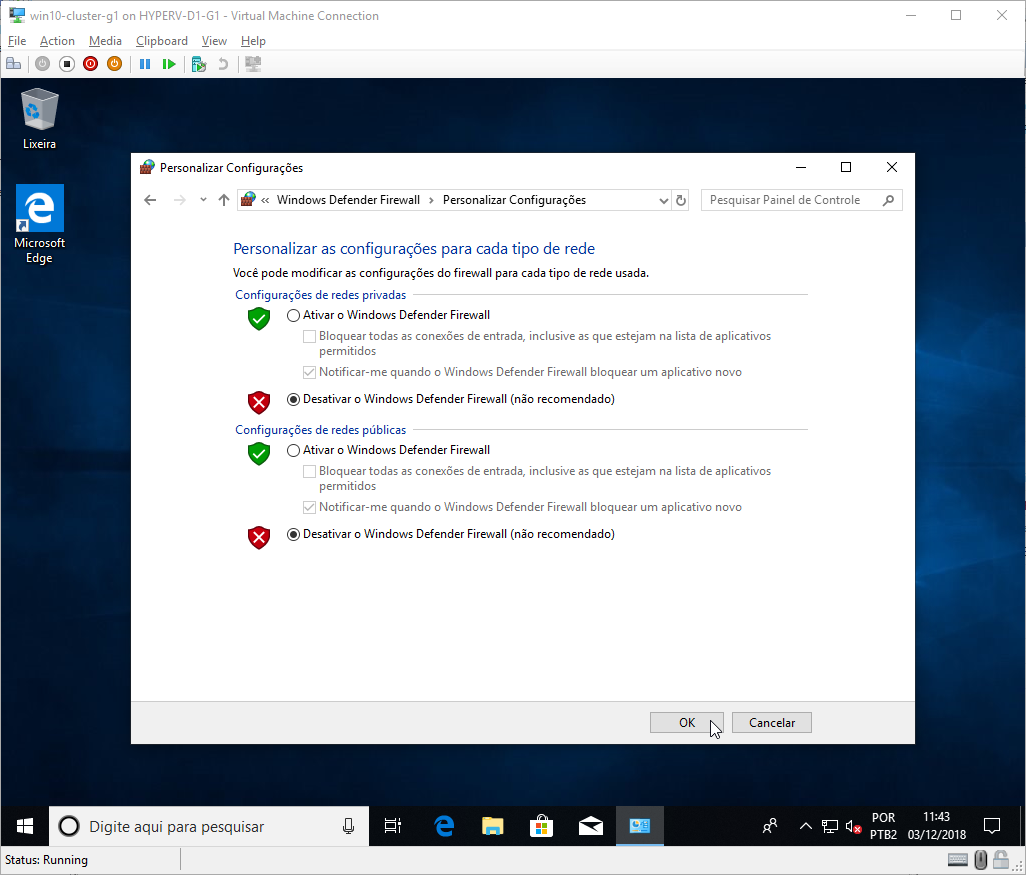 win10-cluster-g1 on HYPERV-D1-G1 - Virtual Machine Connection
File Action Media Clipboard View Help
Lixeira
Microsoft
Edge
Personalizar Configurações
« Windows Defender Firewall > Personalizar Configurações
Pesquisar Painel de Controle
Personalizar as configurações para cada tipo de rede
Você pode modificar as configurações do firewall para cada tipo de rede usada.
Configurações de redes privadas
Ativar o Windows Defender Firewall
Bloquear todas as conexões de entrada, inclusive as que estejam na lista de aplicativos
permitidos
Notificar-me quando o Windows Defender Firewall bloquear um aplicativo novo
Desativar o Windows Defender Firewall (não recomendado)
Configurações de redes públicas
Ativar o Windows Defender Firewall
Bloquear todas as conexões de entrada, inclusive as que estejam na lista de aplicativos
permitidos
Notificar-me quando o Windows Defender Firewall bloquear um aplicativo novo
Desativar o Windows Defender Firewall (não recomendado)
OK
Cancelar
Digite aqui para pesquisar
POR
PTB2
11:43
03/12/2018
Status: Running